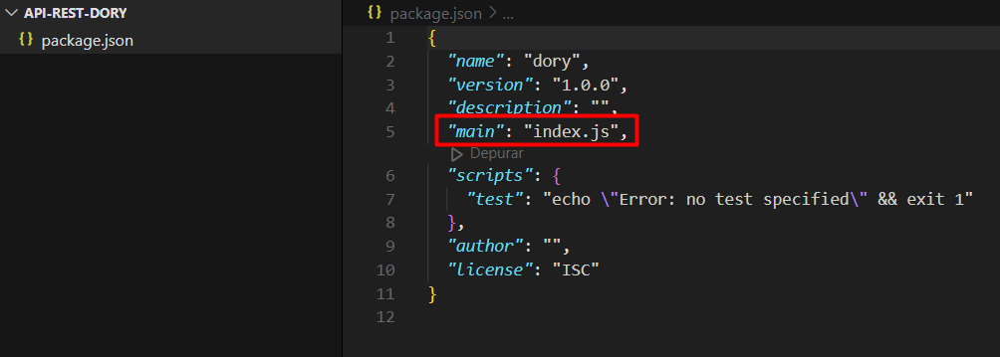 API-REST-DORY
package.json
package.json > ...
1 {
2 "name": "dory",
3 "version": "1.0.0",
4 "description": "",
5 "main": "index.js",
Depurar
6 "scripts": {
7 "test": "echo \"Error: no test specified\" && exit 1"
8 },
9 "author": "",
10 "license": "ISC"
11 }
12